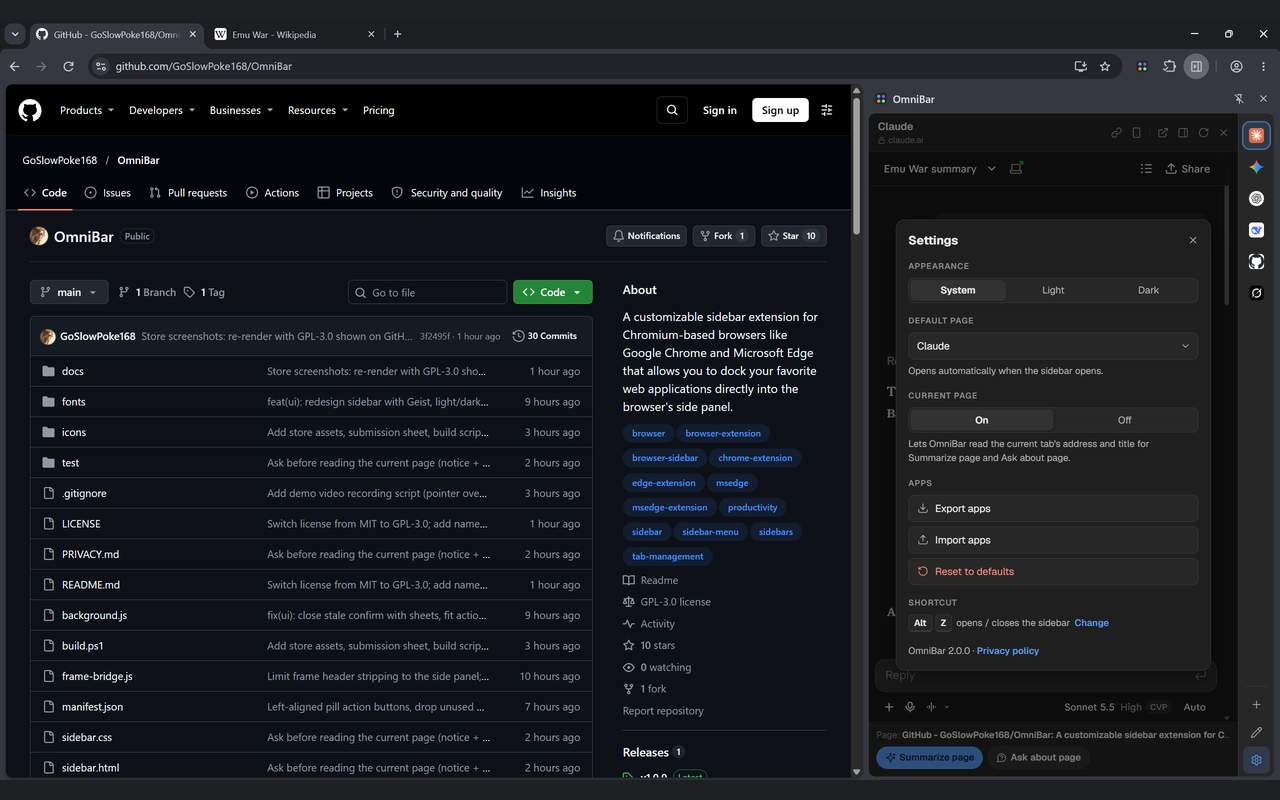 GitHub - GoSlowPoke168/Omni
Emu War - Wikipedia
github.com/GoSlowPoke168/OmniBar
Products
Developers
Businesses
Resources
Pricing
Sign in
Sign up
GoSlowPoke168 / OmniBar
Code
Issues
Pull requests
Actions
Projects
Security and quality
Insights
OmniBar
Public
Notifications
Fork 1
Star 10
main
1 Branch
1 Tag
Go to file
Code
GoSlowPoke168 Store screenshots: re-render with GPL-3.0 shown on GitH... 3f2495f · 1 hour ago 30 Commits
docs Store screenshots: re-render with GPL-3.0 sho... 1 hour ago
fonts feat(ui): redesign sidebar with Geist, light/dark... 9 hours ago
icons Add store assets, submission sheet, build scrip... 3 hours ago
test Ask before reading the current page (notice + ... 2 hours ago
.gitignore Add demo video recording script (pointer ove... 3 hours ago
LICENSE Switch license from MIT to GPL-3.0; add name... 1 hour ago
PRIVACY.md Ask before reading the current page (notice + ... 2 hours ago
README.md Switch license from MIT to GPL-3.0; add name... 1 hour ago
background.js fix(ui): close stale confirm with sheets, fit actio... 9 hours ago
build.ps1 Add store assets, submission sheet, build scrip... 3 hours ago
frame-bridge.js Limit frame header stripping to the side panel;... 10 hours ago
manifest.json Left-aligned pill action buttons, drop unused ... 7 hours ago
sidebar.css Ask before reading the current page (notice + ... 2 hours ago
sidebar.html Ask before reading the current page (notice + ... 2 hours ago
About
A customizable sidebar extension for
Chromium-based browsers like
Google Chrome and Microsoft Edge
that allows you to dock your favorite
web applications directly into the
browser's side panel.
browser browser-extension
browser-sidebar chrome-extension
edge-extension msedge
msedge-extension productivity
sidebar sidebar-menu sidebars
tab-management
Readme
GPL-3.0 license
Activity
10 stars
0 watching
1 fork
Report repository
Releases 1
v1.0.0 Latest
OmniBar
Claude
claude.ai
Emu War summary
Share
Settings
APPEARANCE
System
Light
Dark
DEFAULT PAGE
Claude
Opens automatically when the sidebar opens.
CURRENT PAGE
On
Off
Lets OmniBar read the current tab's address and title for
Summarize page and Ask about page.
APPS
Export apps
Import apps
Reset to defaults
SHORTCUT
Alt Z opens / closes the sidebar Change
OmniBar 2.0.0 · Privacy policy
Reply
Sonnet 5.5 High CVP Auto
Page: GitHub - GoSlowPoke168/OmniBar: A customizable sidebar extension for C...
Summarize page
Ask about page